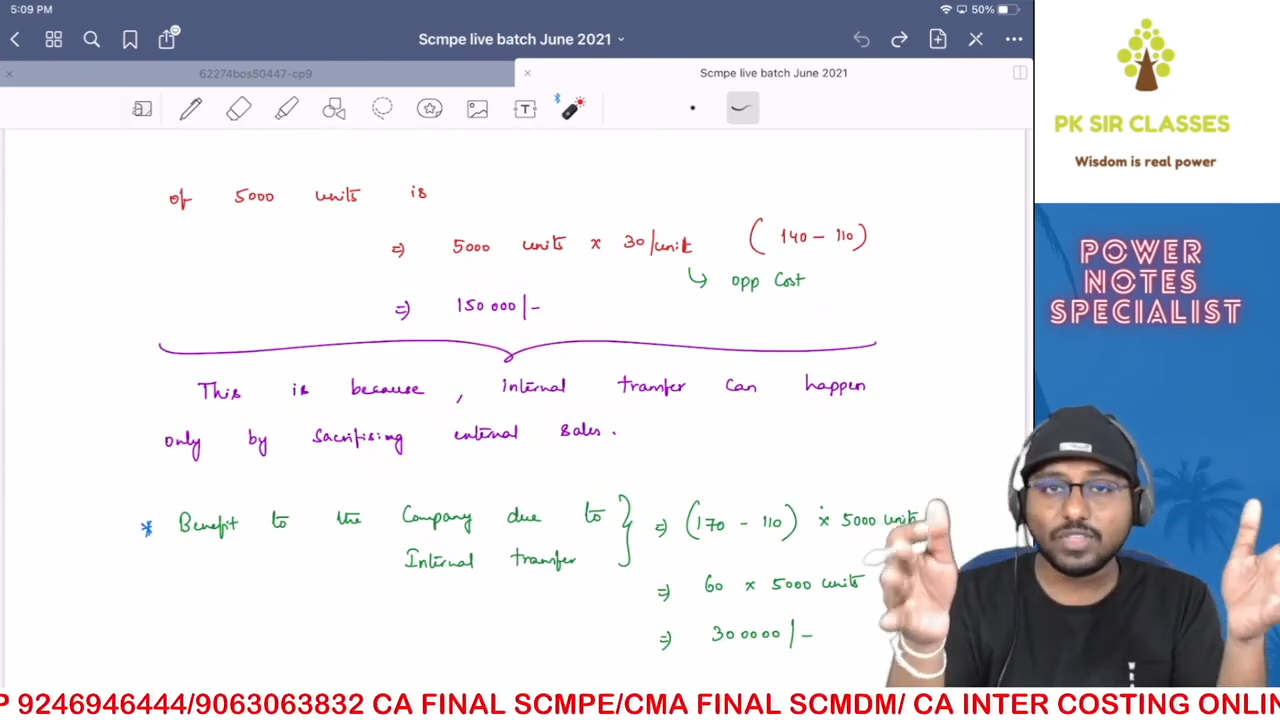 5:09 PM
50%
Scmpe live batch June 2021
62274bos50447-cp9
Scmpe live batch June 2021
of 5000 units is
⇒ 5000 units x 30/unit (140 - 110)
↳ opp Cost
⇒ 150 000/-
This is because, Internal transfer Can happen
only by Sacrifising external Sales.
* Benefit to the Company due to
Internal transfer
⇒ (170 - 110) x 5000 units
⇒ 60 x 5000 units
⇒ 300000/-
PK SIR CLASSES
Wisdom is real power
POWER
NOTES
SPECIALIST
P 9246946444/9063063832 CA FINAL SCMPE/CMA FINAL SCMDM/ CA INTER COSTING ONLIN